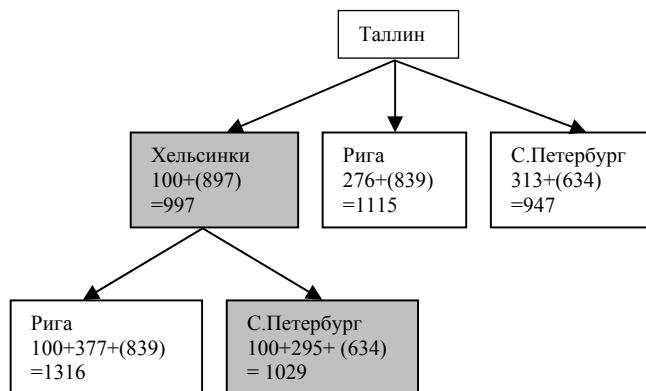 Таллин
Хельсинки
100+(897)
=997
Рига
276+(839)
=1115
С.Петербург
313+(634)
=947
Рига
100+377+(839)
=1316
С.Петербург
100+295+ (634)
= 1029